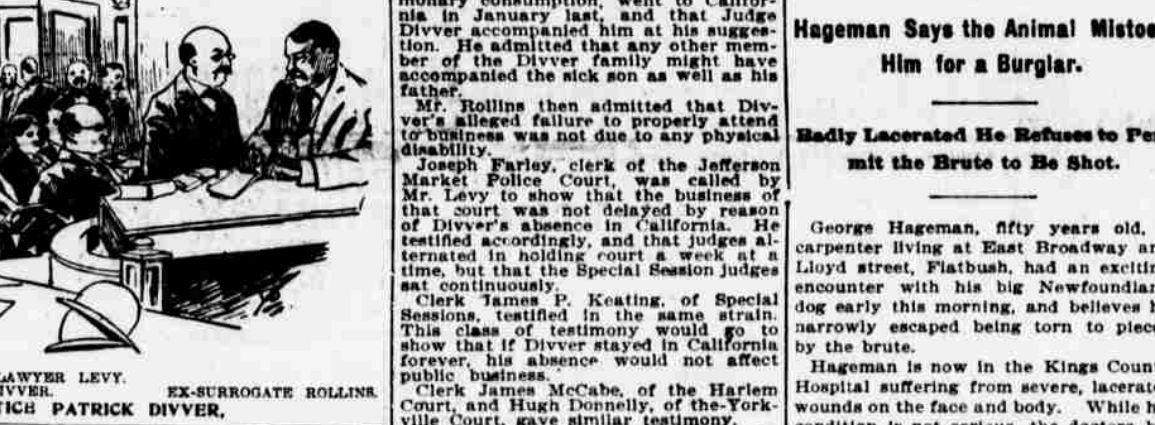 LAWYER LEVY.
EX-SURROGATE ROLLINS.
PATRICK DIVVER,
monary consumption, went to Califor-
nia in January last, and that Judge
Divver accompanied him at his sugges-
tion. He admitted that any other mem-
ber of the Divver family might have
accompanied the sick son as well as his
father.
Mr. Rollins then admitted that Div-
ver's alleged failure to properly attend
to business was not due to any physical
disability.
Joseph Farley, clerk of the Jefferson
Market Police Court, was called by
Mr. Levy to show that the business of
that court was not delayed by reason
of Divver's absence in California. He
testified accordingly, and that judges al-
ternated in holding court a week at a
time, but that the Special Session judges
sat continuously.
Clerk James P. Keating, of Special
Sessions, testified in the same strain.
This class of testimony would go to
show that if Divver stayed in California
forever, his absence would not affect
public business.
Clerk James McCabe, of the Harlem
Court, and Hugh Donnelly, of the York-
ville Court, gave similar testimony.
Hageman Says the Animal Mistoo
Him for a Burglar.
Badly Lacerated He Refuses to Per
mit the Brute to Be Shot.
George Hageman, fifty years old,
carpenter living at East Broadway an
Lloyd street, Flatbush, had an excitin
encounter with his big Newfoundlan
dog early this morning, and believes h
narrowly escaped being torn to piece
by the brute.
Hageman is now in the Kings Count
Hospital suffering from severe, lacerate
wounds on the face and body. While h
condition is not serious, the doctors